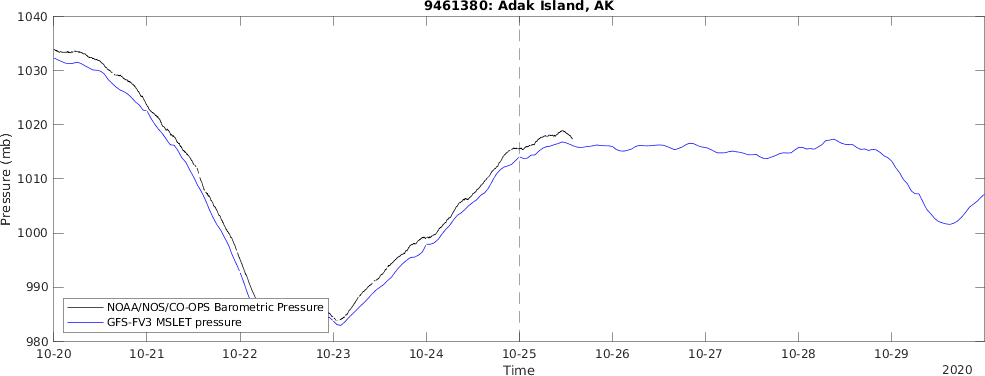 9461380: Adak Island, AK
Pressure (mb)
1040
1030
1020
1010
1000
990
980
NOAA/NOS/CO-OPS Barometric Pressure
GFS-FV3 MSLET pressure
10-20 10-21 10-22 10-23 10-24 10-25 10-26 10-27 10-28 10-29
Time
2020